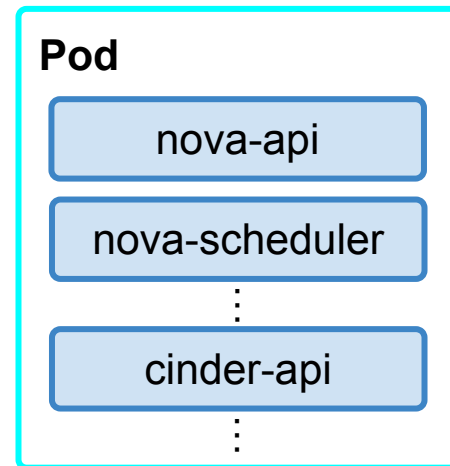 Pod
nova-api
nova-scheduler
⋮
cinder-api
⋮